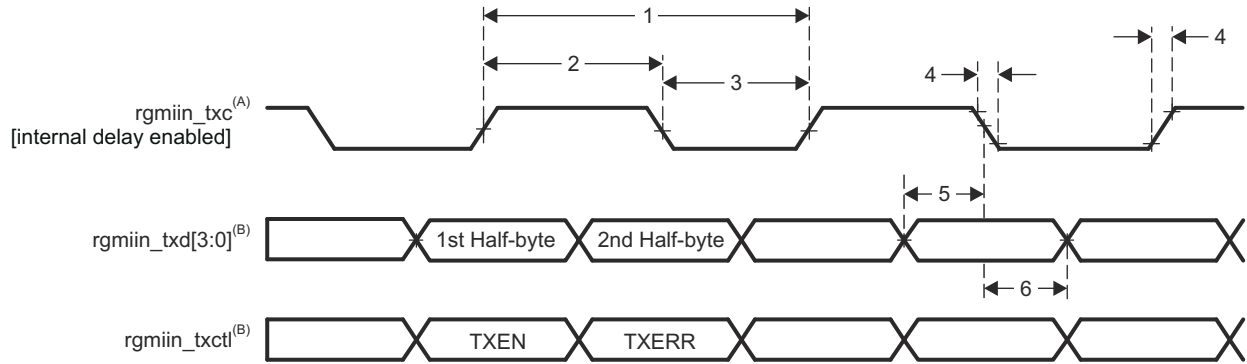 1
2
3
4
4
rgmiin_txc(A)
[internal delay enabled]
5
rgmiin_txd[3:0](B)
1st Half-byte
2nd Half-byte
6
rgmiin_txctl(B)
TXEN
TXERR